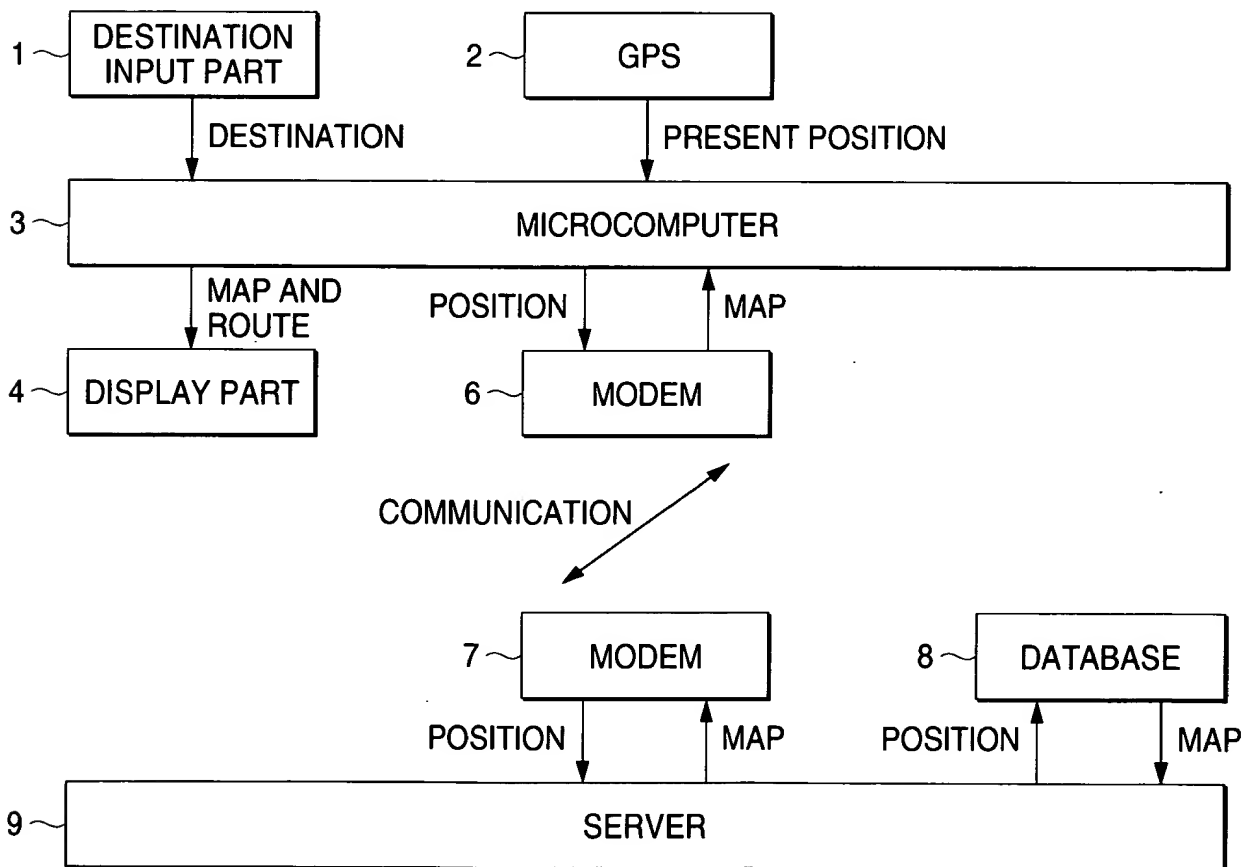 1
DESTINATION
INPUT PART
2
GPS
DESTINATION
PRESENT POSITION
3
MICROCOMPUTER
MAP AND
ROUTE
POSITION
MAP
4
DISPLAY PART
6
MODEM
COMMUNICATION
7
MODEM
8
DATABASE
POSITION
MAP
POSITION
MAP
9
SERVER